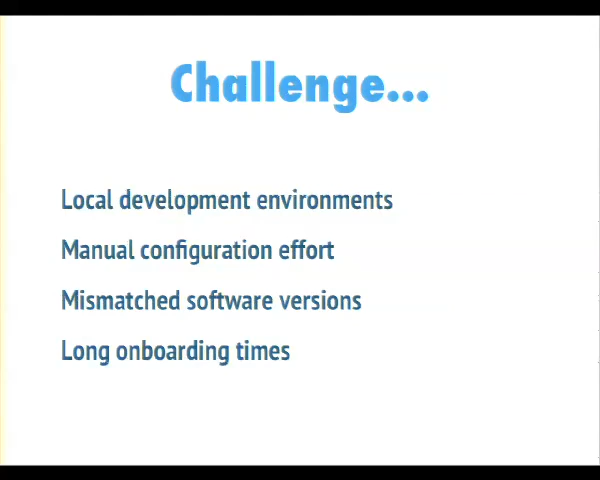 Challenge...
Local development environments
Manual configuration effort
Mismatched software versions
Long onboarding times